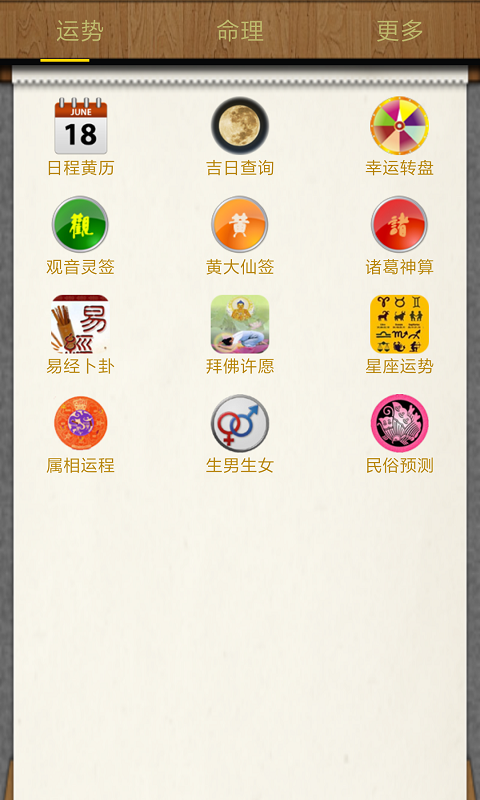 运势 命理 更多
JUNE
18
日程黄历 吉日查询 幸运转盘
觀 黄 諸
观音灵签 黄大仙签 诸葛神算
易
經
易经卜卦 拜佛许愿 星座运势
属相运程 生男生女 民俗预测